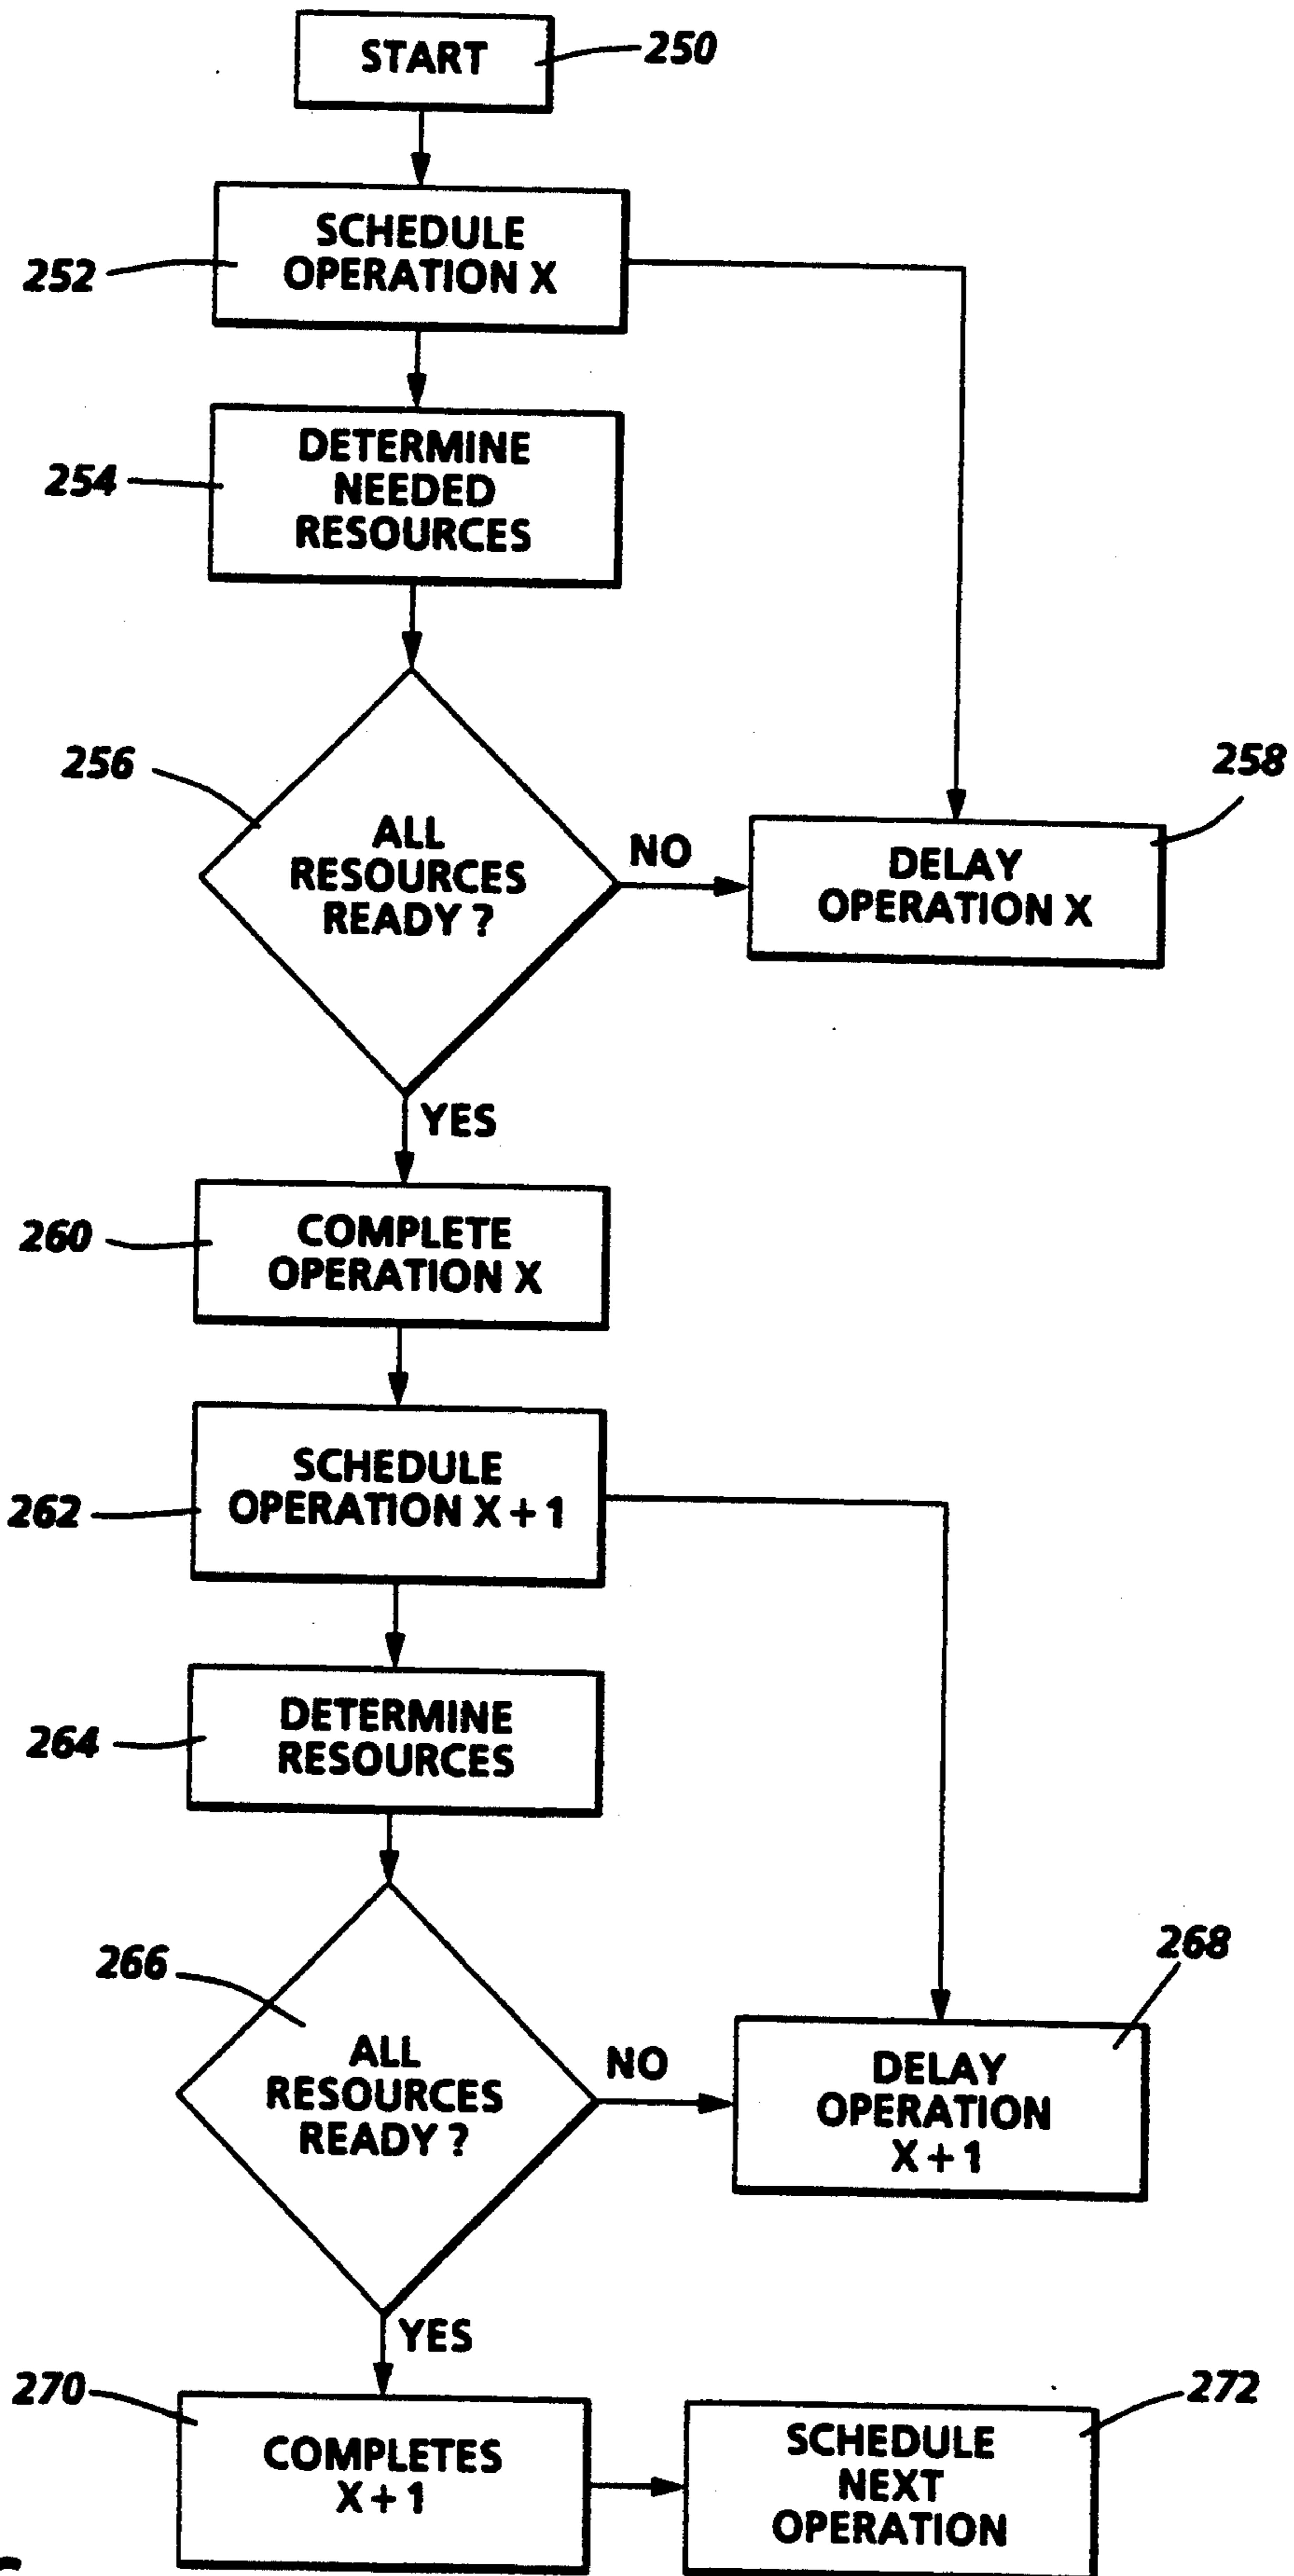 START
250
SCHEDULE
OPERATION X
252
DETERMINE
NEEDED
RESOURCES
254
256
ALL
RESOURCES
READY ?
NO
258
DELAY
OPERATION X
YES
260
COMPLETE
OPERATION X
262
SCHEDULE
OPERATION X + 1
264
DETERMINE
RESOURCES
266
ALL
RESOURCES
READY ?
NO
268
DELAY
OPERATION
X + 1
YES
270
COMPLETES
X + 1
272
SCHEDULE
NEXT
OPERATION